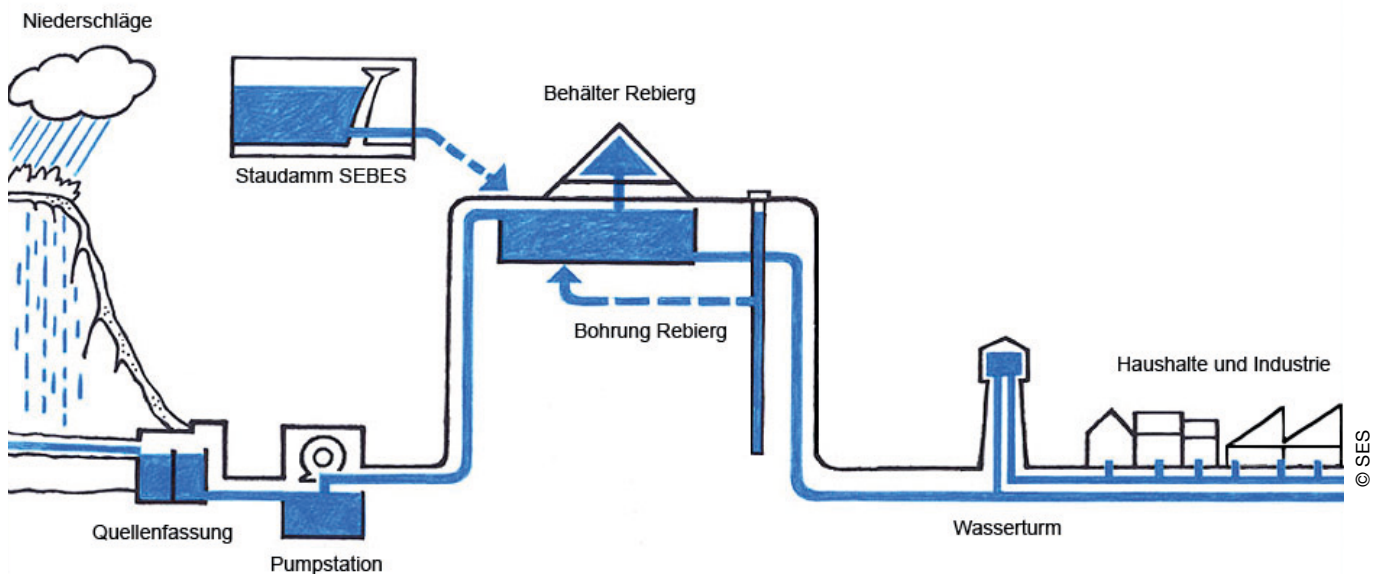 Niederschläge
Staudamm SEBES
Behälter Rebierg
Bohrung Rebierg
Haushalte und Industrie
Quellenfassung
Pumpstation
Wasserturm
© SES